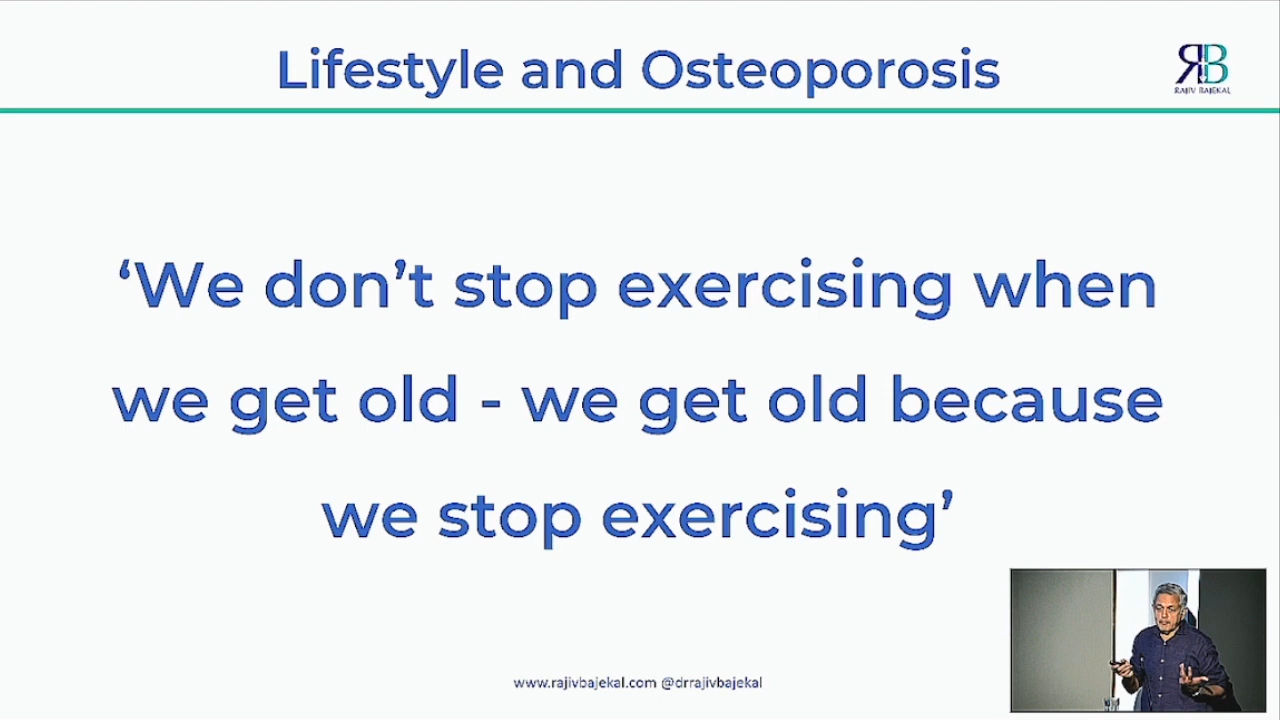 Lifestyle and Osteoporosis
RB
RAJIV BAJEKAL
‘We don’t stop exercising when
we get old - we get old because
we stop exercising’
www.rajivbajekal.com @drrajivbajekal